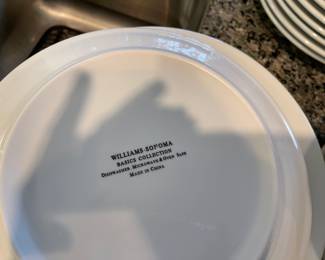 WILLIAMS-SONOMA
BASICS COLLECTION
DISHWASHER, MICROWAVE & OVEN SAFE
MADE IN CHINA